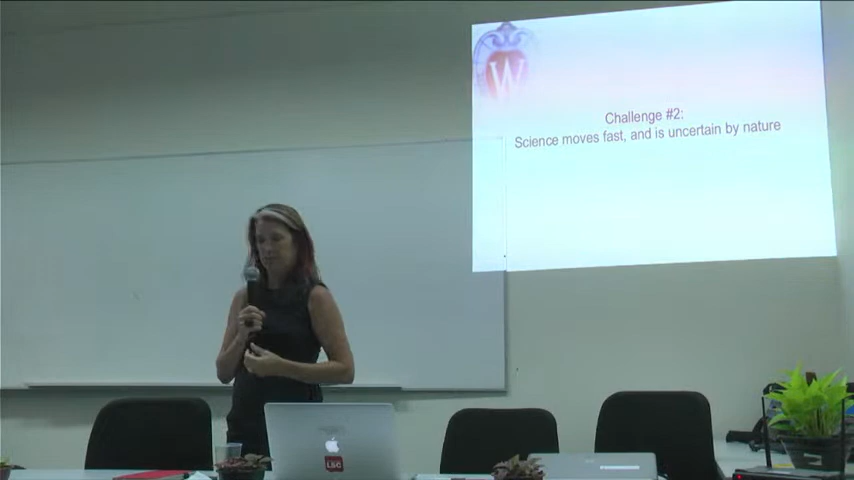 W
Challenge #2:
Science moves fast, and is uncertain by nature